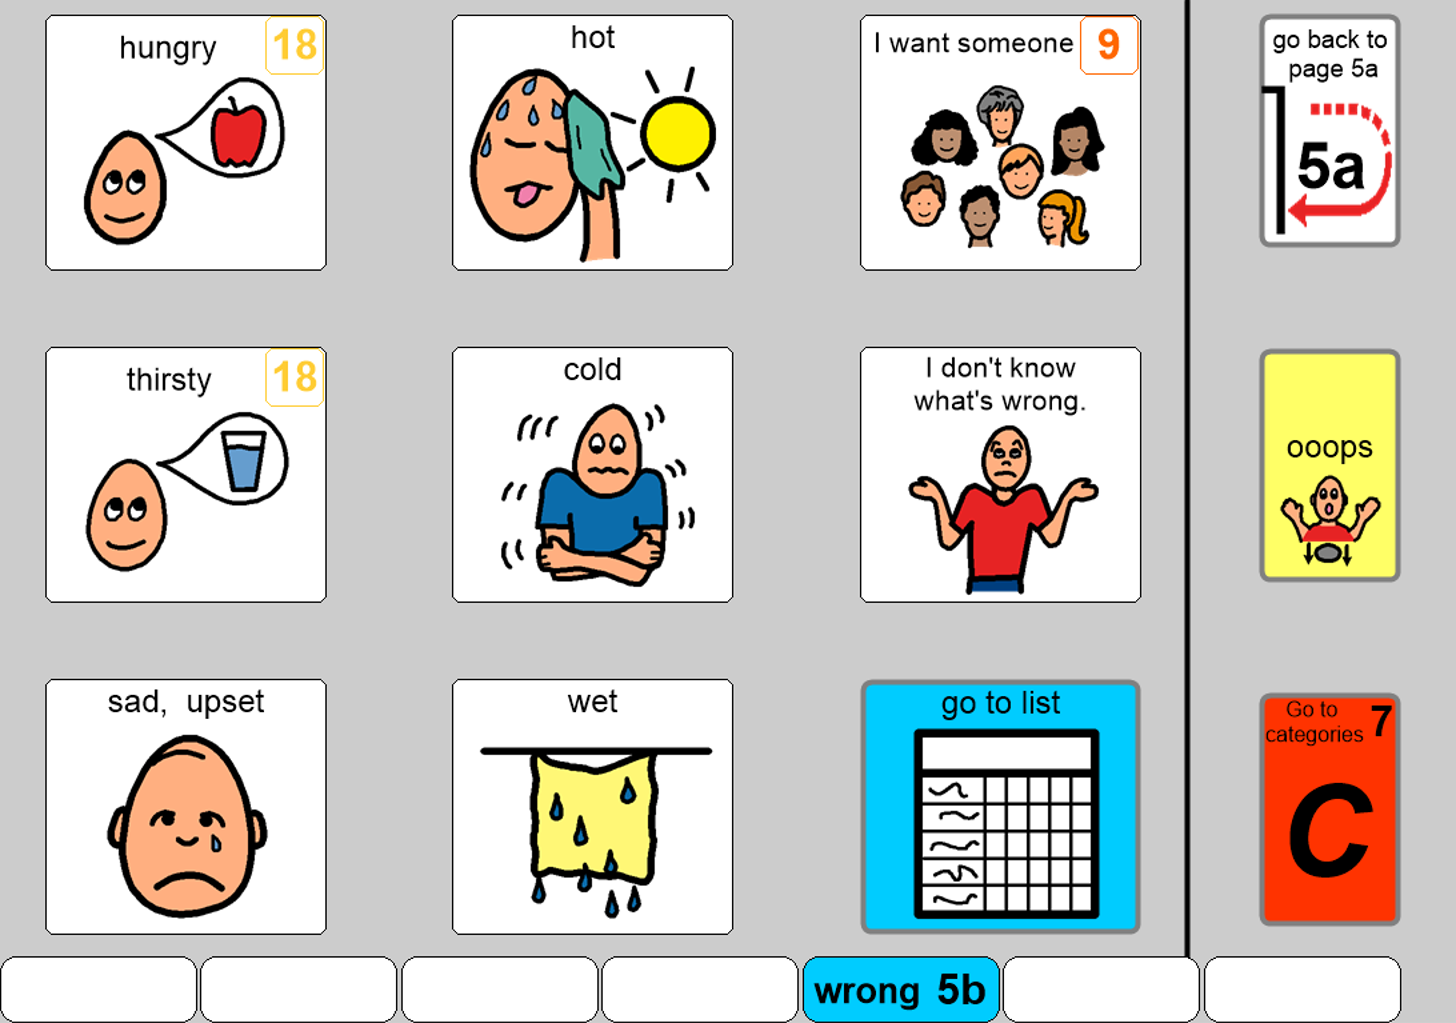 hungry 18
hot
I want someone 9
go back to
page 5a
5a
thirsty 18
cold
I don't know
what's wrong.
ooops
sad, upset
wet
go to list
Go to
categories 7
C
wrong 5b